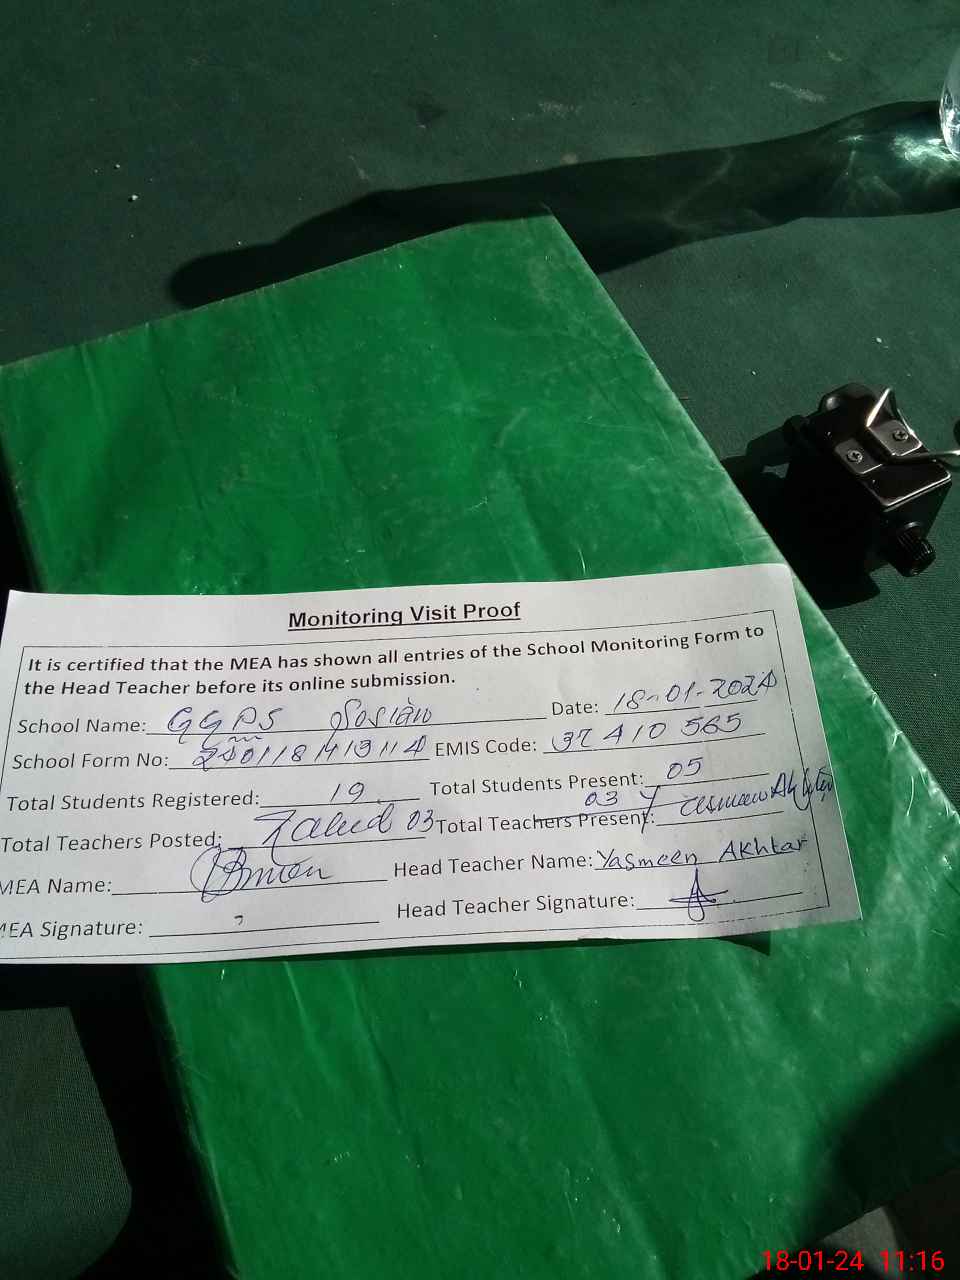 Monitoring Visit Proof
It is certified that the MEA has shown all entries of the School Monitoring Form to
the Head Teacher before its online submission.
School Name: GGPS Date: 18-01-2024
School Form No: EMIS Code: 37410565
Total Students Registered: 19 Total Students Present: 05
Total Teachers Posted: 03 Total Teachers Present: 03
MEA Name: Head Teacher Name: Yasmeen Akhtar
MEA Signature: Head Teacher Signature:
18-01-24 11:16